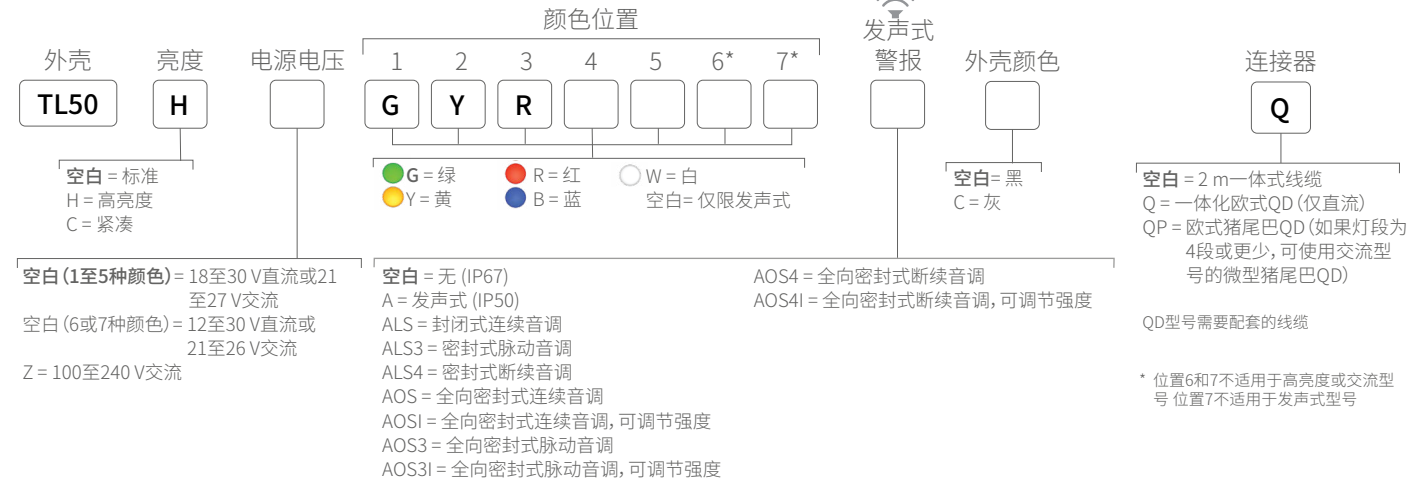 颜色位置
发声式
警报
外壳
亮度
电源电压
1 2 3 4 5 6* 7*
外壳颜色
连接器
TL50
H
G Y R
Q
空白 = 标准
H = 高亮度
C = 紧凑
G = 绿
Y = 黄
R = 红
B = 蓝
W = 白
空白= 仅限发声式
空白= 黑
C = 灰
空白 = 2 m一体式线缆
Q = 一体化欧式QD (仅直流)
QP = 欧式猪尾巴QD (如果灯段为
4段或更少, 可使用交流型
号的微型猪尾巴QD)
QD型号需要配套的线缆
* 位置6和7不适用于高亮度或交流型
号 位置7不适用于发声式型号
空白 (1至5种颜色) = 18至30 V直流或21
至27 V交流
空白 (6或7种颜色) = 12至30 V直流或
21至26 V交流
Z = 100至240 V交流
空白 = 无 (IP67)
A = 发声式 (IP50)
ALS = 封闭式连续音调
ALS3 = 密封式脉动音调
ALS4 = 密封式断续音调
AOS = 全向密封式连续音调
AOSI = 全向密封式连续音调, 可调节强度
AOS3 = 全向密封式脉动音调
AOS3I = 全向密封式脉动音调, 可调节强度
AOS4 = 全向密封式断续音调
AOS4I = 全向密封式断续音调, 可调节强度